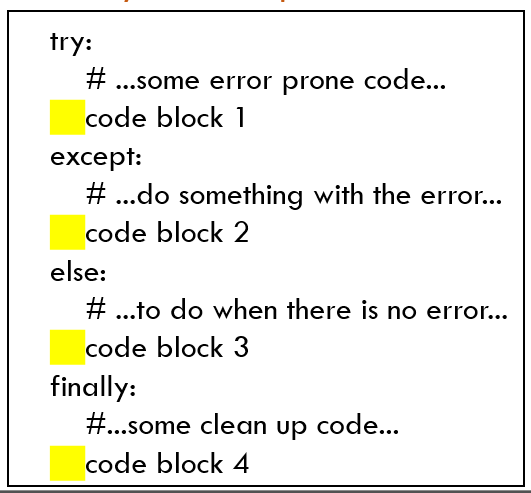 try:
# ...some error prone code...
code block 1
except:
# ...do something with the error...
code block 2
else:
# ...to do when there is no error...
code block 3
finally:
#...some clean up code...
code block 4